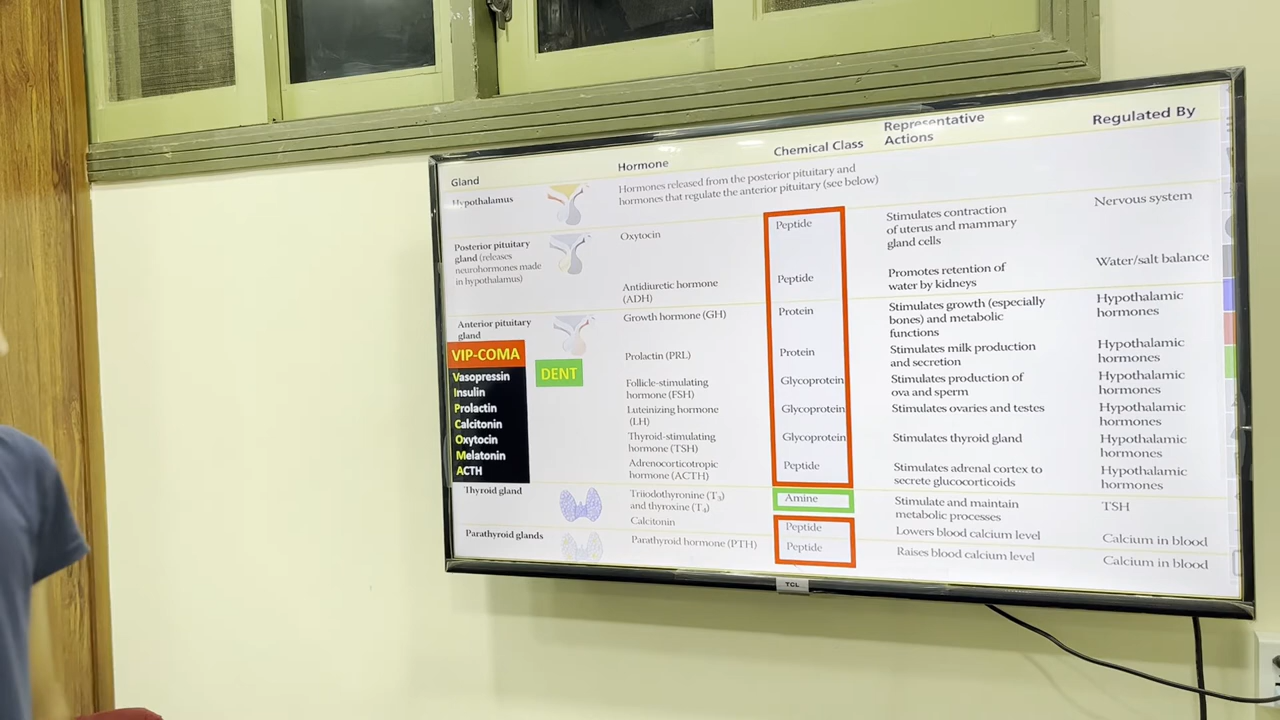 Gland
Hormone
Chemical Class
Representative
Actions
Regulated By
Hypothalamus
Hormones released from the posterior pituitary and
hormones that regulate the anterior pituitary (see below)
Posterior pituitary
gland (releases
neurohormones made
in hypothalamus)
Oxytocin
Peptide
Stimulates contraction
of uterus and mammary
gland cells
Nervous system
Antidiuretic hormone
(ADH)
Peptide
Promotes retention of
water by kidneys
Water/salt balance
Anterior pituitary
gland
Growth hormone (GH)
Protein
Stimulates growth (especially
bones) and metabolic
functions
Hypothalamic
hormones
Prolactin (PRL)
Protein
Stimulates milk production
and secretion
Hypothalamic
hormones
Follicle-stimulating
hormone (FSH)
Glycoprotein
Stimulates production of
ova and sperm
Hypothalamic
hormones
Luteinizing hormone
(LH)
Glycoprotein
Stimulates ovaries and testes
Hypothalamic
hormones
Thyroid-stimulating
hormone (TSH)
Glycoprotein
Stimulates thyroid gland
Hypothalamic
hormones
Adrenocorticotropic
hormone (ACTH)
Peptide
Stimulates adrenal cortex to
secrete glucocorticoids
Hypothalamic
hormones
VIP-COMA
Vasopressin
Insulin
Prolactin
Calcitonin
Oxytocin
Melatonin
ACTH
DENT
Thyroid gland
Triiodothyronine (T3)
and thyroxine (T4)
Amine
Stimulate and maintain
metabolic processes
TSH
Calcitonin
Peptide
Lowers blood calcium level
Calcium in blood
Parathyroid glands
Parathyroid hormone (PTH)
Peptide
Raises blood calcium level
Calcium in blood
TCL